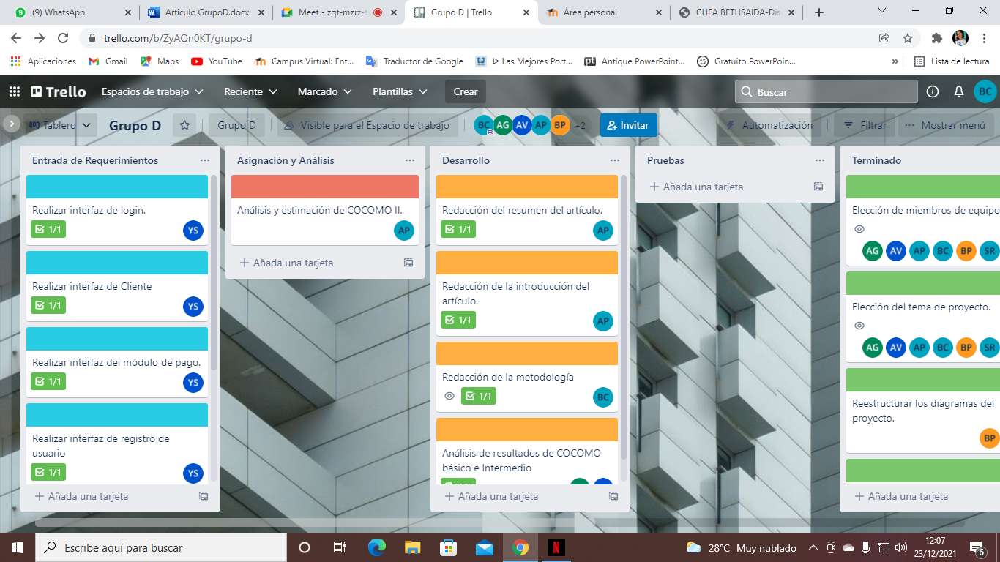 (9) WhatsApp
Articulo GrupoD.docx
Meet - zqt-mzrz-t
Grupo D | Trello
Área personal
CHEA BETHSAIDA-Dis
trello.com/b/ZyAQn0KT/grupo-d
Aplicaciones
Gmail
Maps
YouTube
Campus Virtual: Ent...
Traductor de Google
Las Mejores Port...
Antique PowerPoint...
Gratuito PowerPoin...
»
Lista de lectura
Trello
Espacios de trabajo
Reciente
Marcado
Plantillas
Crear
Buscar
BC
Tablero
Grupo D
Grupo D
Visible para el Espacio de trabajo
BC
AG
AV
AP
BP
+2
Invitar
Automatización
Filtrar
Mostrar menú
Entrada de Requerimientos
Realizar interfaz de login.
1/1
YS
Realizar interfaz de Cliente
1/1
YS
Realizar interfaz del módulo de pago.
1/1
YS
Realizar interfaz de registro de
usuario
1/1
YS
Añada una tarjeta
Asignación y Análisis
Análisis y estimación de COCOMO II.
AP
Añada una tarjeta
Desarrollo
Redacción del resumen del artículo.
1/1
AP
Redacción de la introducción del
artículo.
1/1
AP
Redacción de la metodología
1/1
BC
Análisis de resultados de COCOMO
básico e Intermedio
Añada una tarjeta
Pruebas
Añada una tarjeta
Terminado
Elección de miembros de equipo
AG
AV
AP
BC
BP
SR
Elección del tema de proyecto.
AG
AV
AP
BC
BP
SR
Reestructurar los diagramas del
proyecto.
BP
Añada una tarjeta
Escribe aquí para buscar
N
28°C Muy nublado
12:07
23/12/2021
6